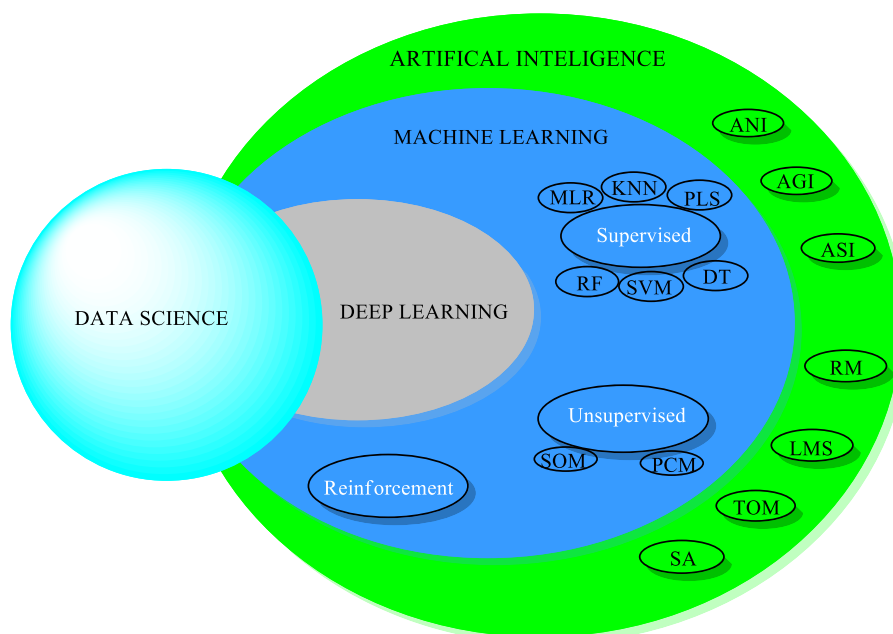 ARTIFICAL INTELIGENCE
MACHINE LEARNING
ANI
AGI
ASI
RM
LMS
TOM
SA
MLR
KNN
PLS
Supervised
RF
SVM
DT
DATA SCIENCE
DEEP LEARNING
Unsupervised
SOM
PCM
Reinforcement